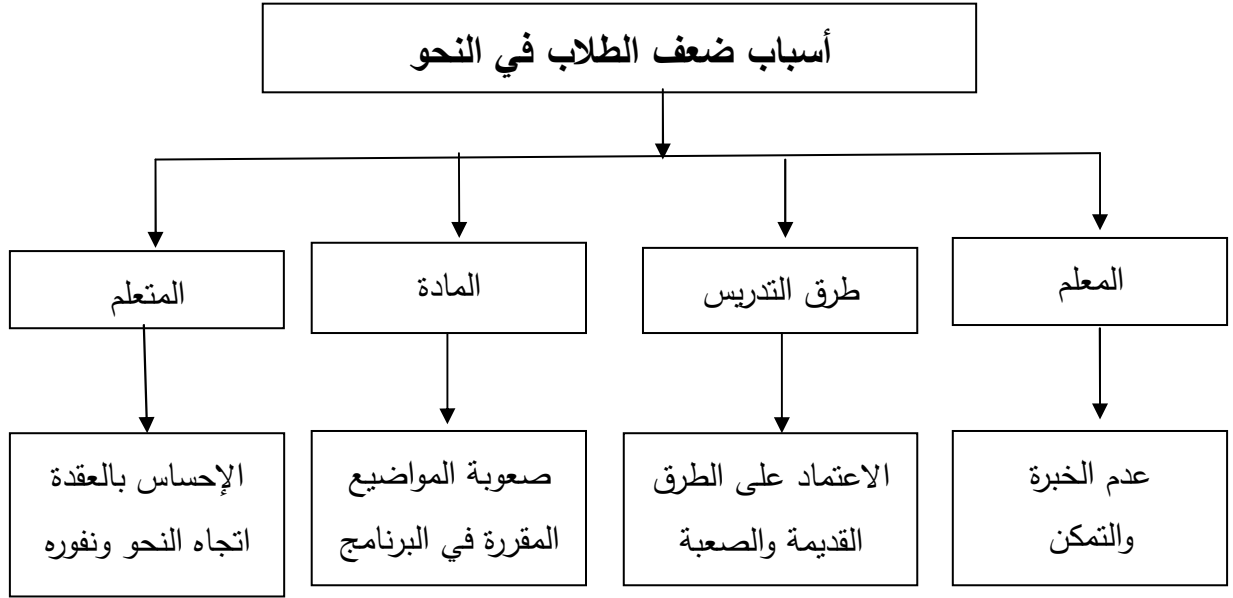 أسباب ضعف الطلاب في النحو
المعلم
طرق التدريس
المادة
المتعلم
عدم الخبرة
والتمكن
الاعتماد على الطرق
القديمة والصعبة
صعوبة المواضيع
المقررة في البرنامج
الإحساس بالعقدة
اتجاه النحو ونفوره